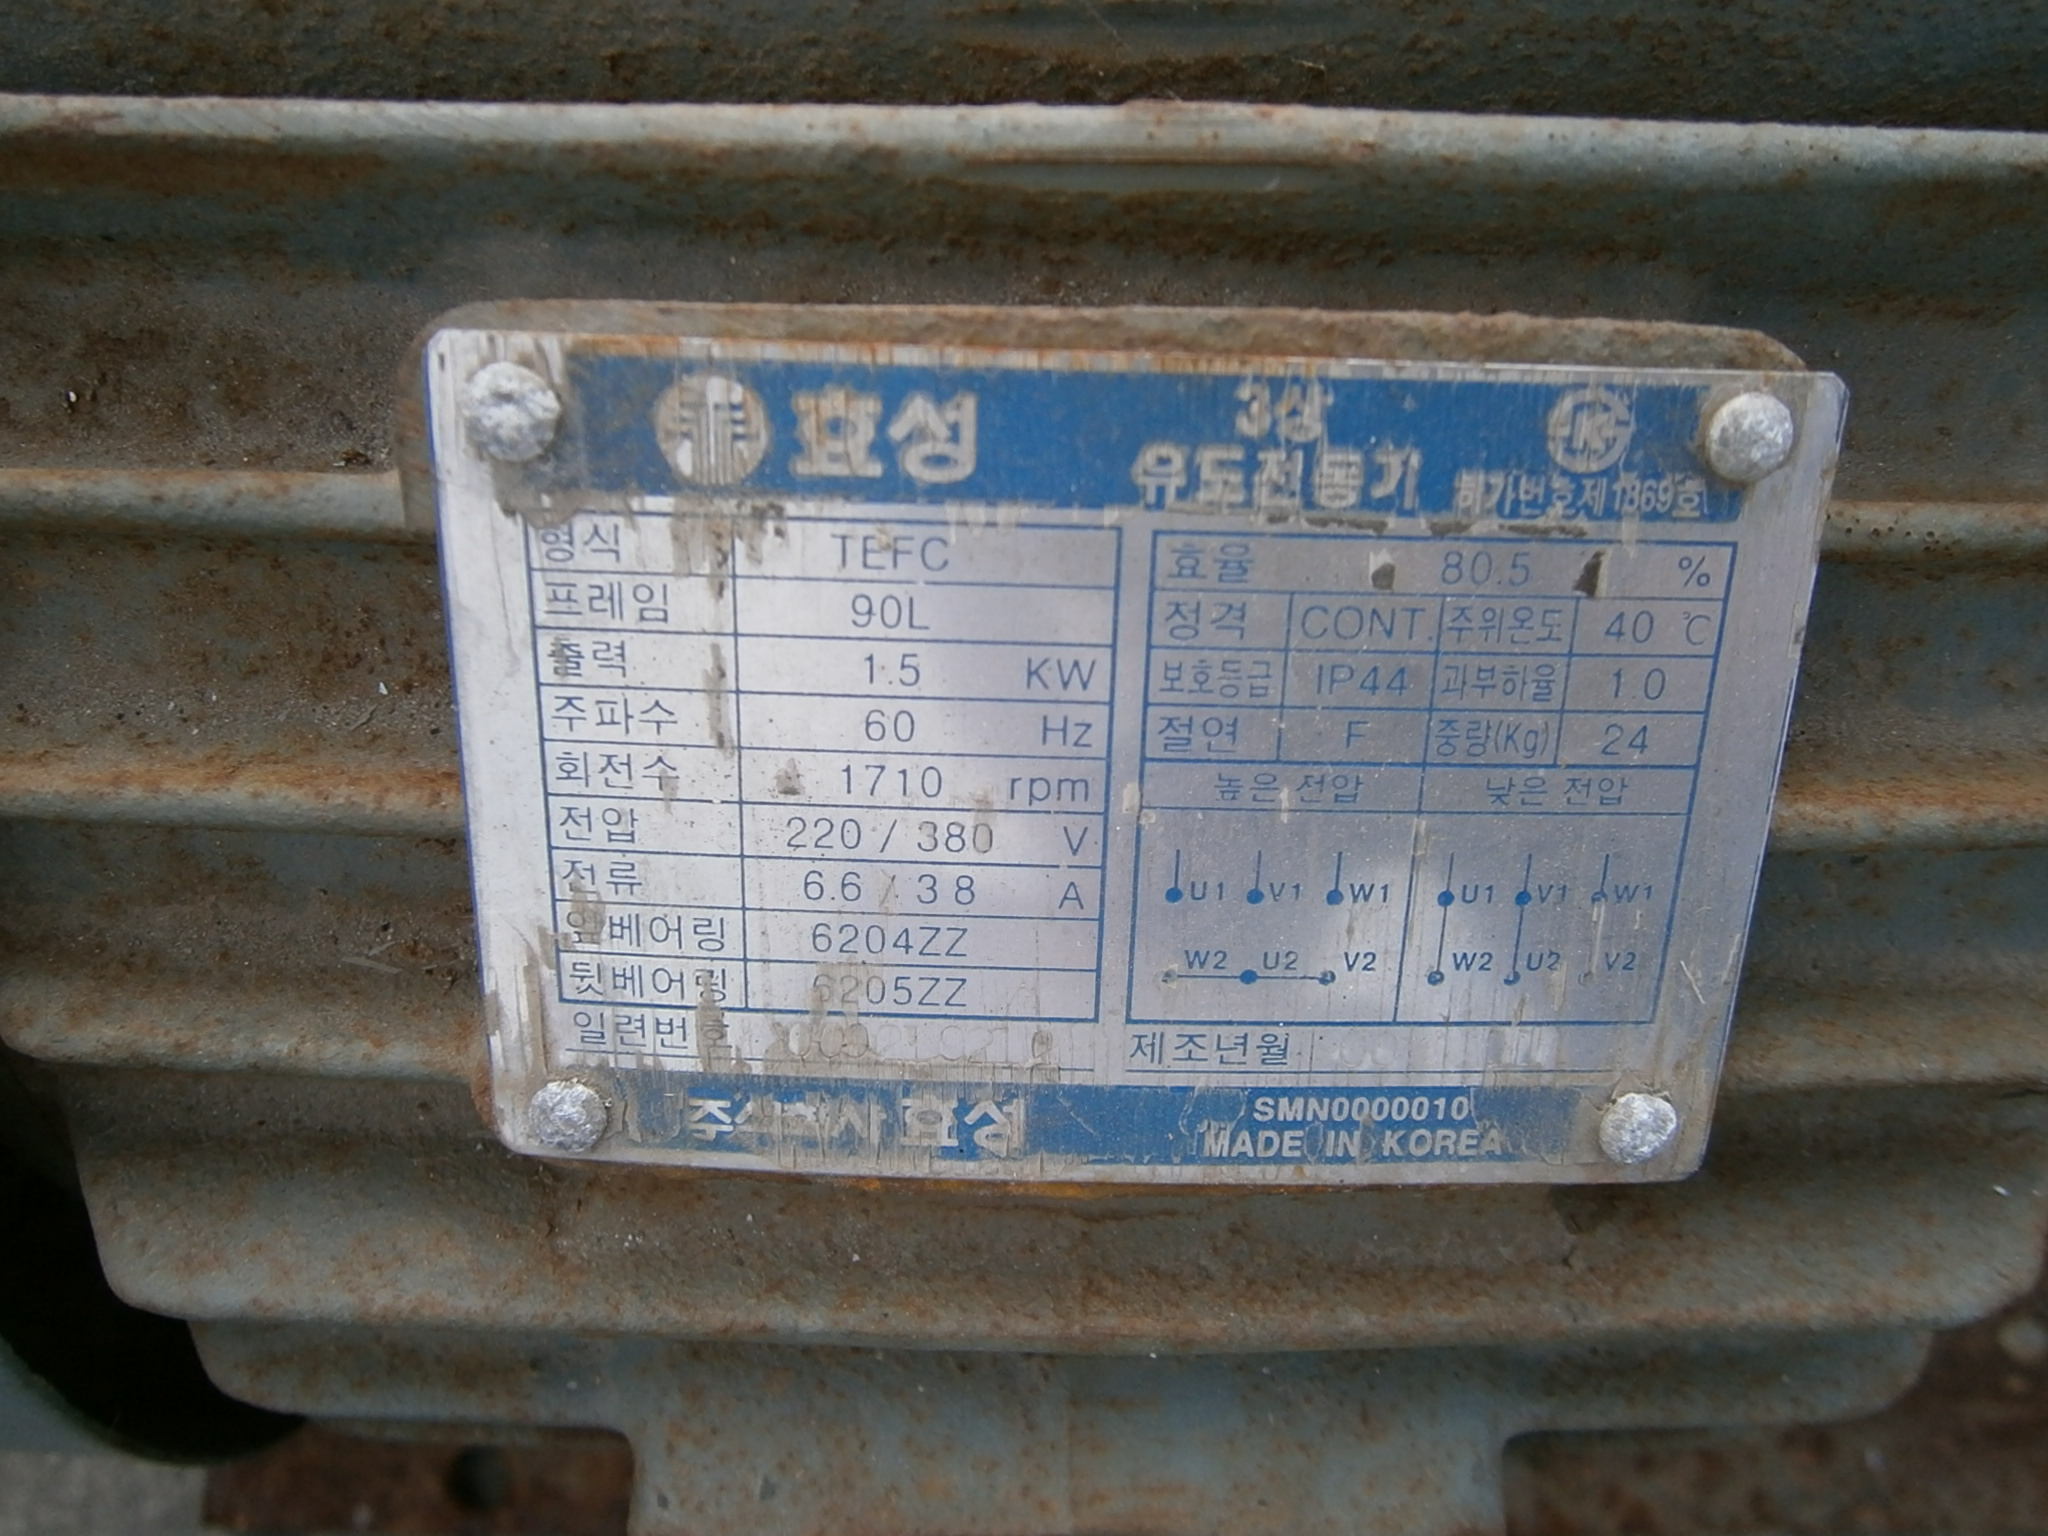 효성
3상
유도전동기
허가번호제1869호
형식 TEFC
프레임 90L
출력 1.5 KW
주파수 60 Hz
회전수 1710 rpm
전압 220 / 380 V
전류 6.6 / 3.8 A
앞베어링 6204ZZ
뒷베어링 6205ZZ
일련번호
효율 80.5 %
정격 CONT. 주위온도 40 ℃
보호등급 IP44 과부하율 1.0
절연 F 중량(Kg) 24
높은 전압 낮은 전압
U1 V1 W1 U1 V1 W1
W2 U2 V2 W2 U2 V2
제조년월
주식회사 효성
SMN0000010
MADE IN KOREA